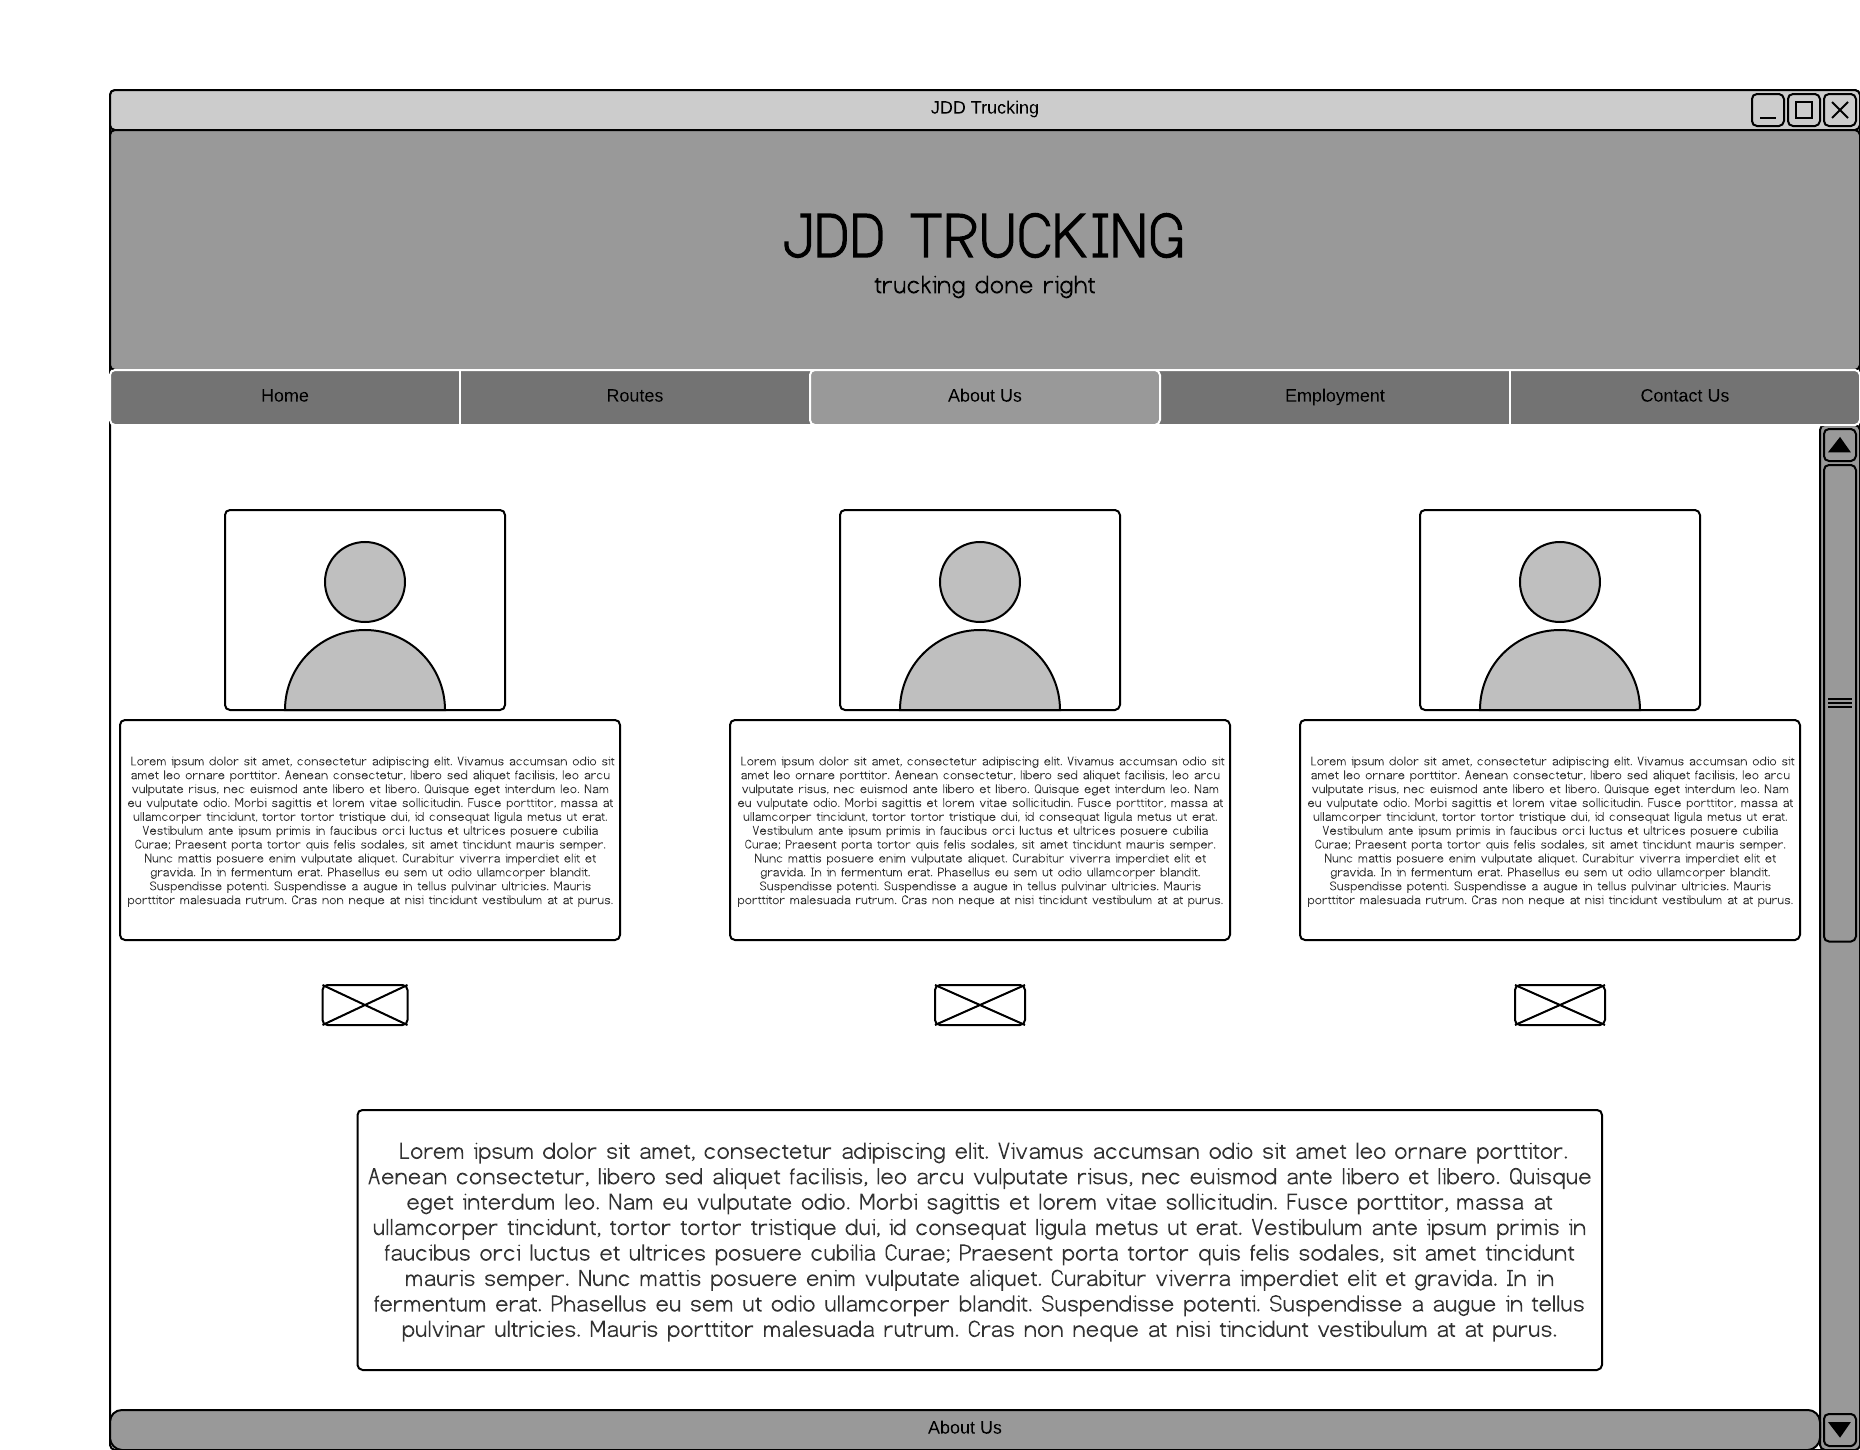 JDD Trucking
JDD TRUCKING
trucking done right
Home
Routes
About Us
Employment
Contact Us
Lorem ipsum dolor sit amet, consectetur adipiscing elit. Vivamus accumsan odio sit
amet leo ornare porttitor. Aenean consectetur, libero sed aliquet facilisis, leo arcu
vulputate risus, nec euismod ante libero et libero. Quisque eget interdum leo. Nam
eu vulputate odio. Morbi sagittis et lorem vitae sollicitudin. Fusce porttitor, massa at
ullamcorper tincidunt, tortor tortor tristique dui, id consequat ligula metus ut erat.
Vestibulum ante ipsum primis in faucibus orci luctus et ultrices posuere cubilia
Curae; Praesent porta tortor quis felis sodales, sit amet tincidunt mauris semper.
Nunc mattis posuere enim vulputate aliquet. Curabitur viverra imperdiet elit et
gravida. In in fermentum erat. Phasellus eu sem ut odio ullamcorper blandit.
Suspendisse potenti. Suspendisse a augue in tellus pulvinar ultricies. Mauris
porttitor malesuada rutrum. Cras non neque at nisi tincidunt vestibulum at at purus.
Lorem ipsum dolor sit amet, consectetur adipiscing elit. Vivamus accumsan odio sit
amet leo ornare porttitor. Aenean consectetur, libero sed aliquet facilisis, leo arcu
vulputate risus, nec euismod ante libero et libero. Quisque eget interdum leo. Nam
eu vulputate odio. Morbi sagittis et lorem vitae sollicitudin. Fusce porttitor, massa at
ullamcorper tincidunt, tortor tortor tristique dui, id consequat ligula metus ut erat.
Vestibulum ante ipsum primis in faucibus orci luctus et ultrices posuere cubilia
Curae; Praesent porta tortor quis felis sodales, sit amet tincidunt mauris semper.
Nunc mattis posuere enim vulputate aliquet. Curabitur viverra imperdiet elit et
gravida. In in fermentum erat. Phasellus eu sem ut odio ullamcorper blandit.
Suspendisse potenti. Suspendisse a augue in tellus pulvinar ultricies. Mauris
porttitor malesuada rutrum. Cras non neque at nisi tincidunt vestibulum at at purus.
Lorem ipsum dolor sit amet, consectetur adipiscing elit. Vivamus accumsan odio sit
amet leo ornare porttitor. Aenean consectetur, libero sed aliquet facilisis, leo arcu
vulputate risus, nec euismod ante libero et libero. Quisque eget interdum leo. Nam
eu vulputate odio. Morbi sagittis et lorem vitae sollicitudin. Fusce porttitor, massa at
ullamcorper tincidunt, tortor tortor tristique dui, id consequat ligula metus ut erat.
Vestibulum ante ipsum primis in faucibus orci luctus et ultrices posuere cubilia
Curae; Praesent porta tortor quis felis sodales, sit amet tincidunt mauris semper.
Nunc mattis posuere enim vulputate aliquet. Curabitur viverra imperdiet elit et
gravida. In in fermentum erat. Phasellus eu sem ut odio ullamcorper blandit.
Suspendisse potenti. Suspendisse a augue in tellus pulvinar ultricies. Mauris
porttitor malesuada rutrum. Cras non neque at nisi tincidunt vestibulum at at purus.
Lorem ipsum dolor sit amet, consectetur adipiscing elit. Vivamus accumsan odio sit amet leo ornare porttitor.
Aenean consectetur, libero sed aliquet facilisis, leo arcu vulputate risus, nec euismod ante libero et libero. Quisque
eget interdum leo. Nam eu vulputate odio. Morbi sagittis et lorem vitae sollicitudin. Fusce porttitor, massa at
ullamcorper tincidunt, tortor tortor tristique dui, id consequat ligula metus ut erat. Vestibulum ante ipsum primis in
faucibus orci luctus et ultrices posuere cubilia Curae; Praesent porta tortor quis felis sodales, sit amet tincidunt
mauris semper. Nunc mattis posuere enim vulputate aliquet. Curabitur viverra imperdiet elit et gravida. In in
fermentum erat. Phasellus eu sem ut odio ullamcorper blandit. Suspendisse potenti. Suspendisse a augue in tellus
pulvinar ultricies. Mauris porttitor malesuada rutrum. Cras non neque at nisi tincidunt vestibulum at at purus.
About Us